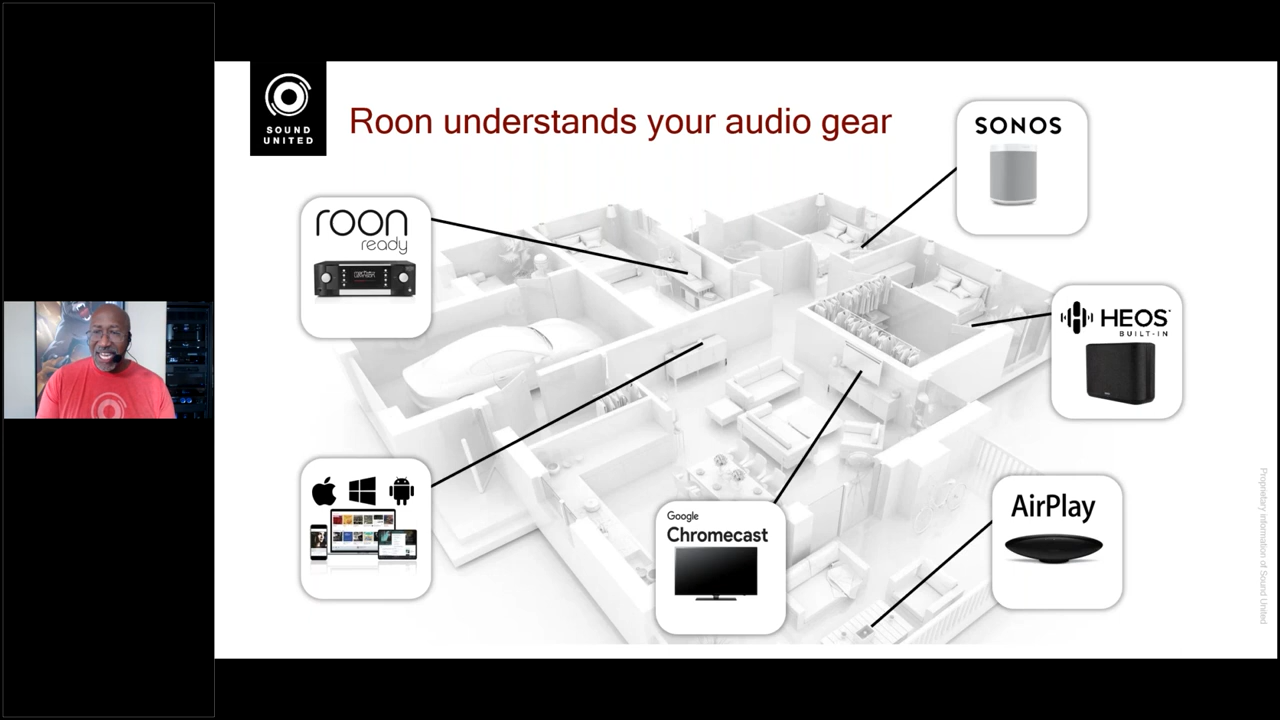 SOUND
UNITED
Roon understands your audio gear
SONOS
roon
ready
HEOS
BUILT-IN
Google
Chromecast
AirPlay
Proprietary information of Sound United